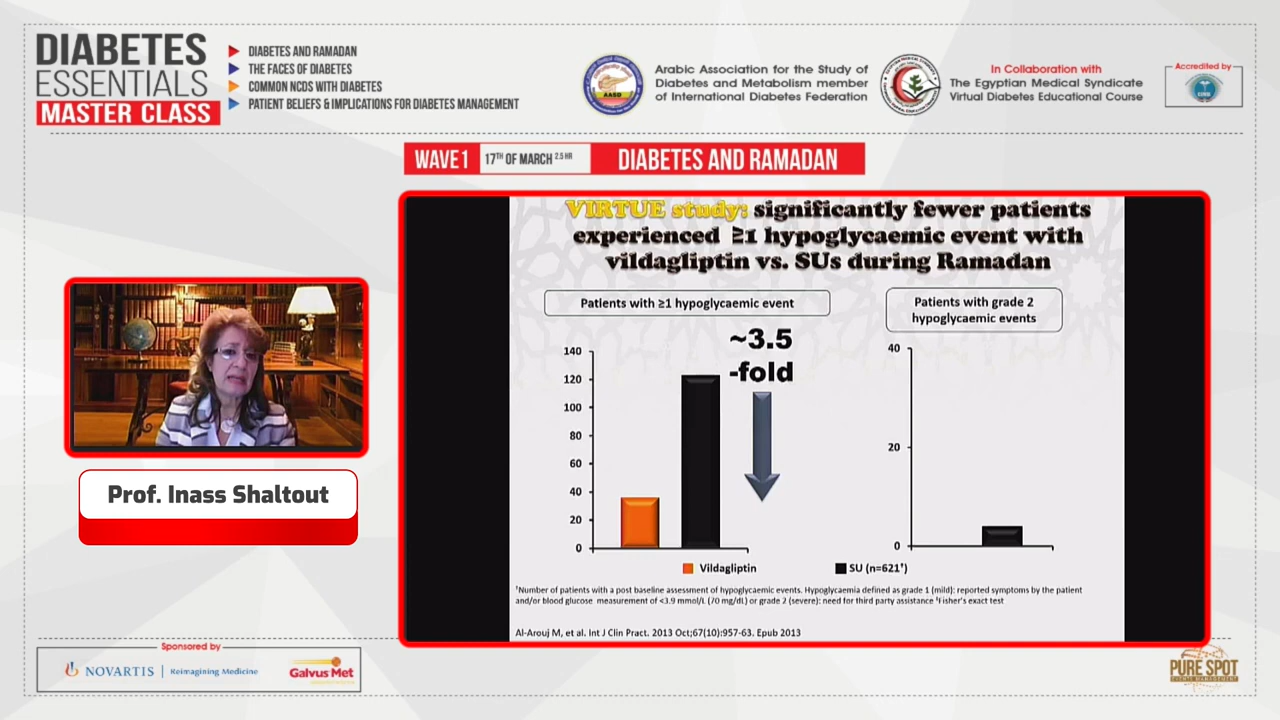 DIABETES
ESSENTIALS
MASTER CLASS
DIABETES AND RAMADAN
THE FACES OF DIABETES
COMMON NCDS WITH DIABETES
PATIENT BELIEFS & IMPLICATIONS FOR DIABETES MANAGEMENT
AASD
Arabic Association for the Study of
Diabetes and Metabolism member
of International Diabetes Federation
In Collaboration with
The Egyptian Medical Syndicate
Virtual Diabetes Educational Course
Accredited by
WAVE1 17TH OF MARCH 2.5 HR DIABETES AND RAMADAN
VIRTUE study: significantly fewer patients
experienced ≥1 hypoglycaemic event with
vildagliptin vs. SUs during Ramadan
Patients with ≥1 hypoglycaemic event
Patients with grade 2
hypoglycaemic events
~3.5
-fold
140
120
100
80
60
40
20
0
40
20
0
Vildagliptin
SU (n=621†)
†Number of patients with a post baseline assessment of hypoglycaemic events. Hypoglycaemia defined as grade 1 (mild): reported symptoms by the patient
and/or blood glucose measurement of <3.9 mmol/L (70 mg/dL) or grade 2 (severe): need for third party assistance ‡Fisher's exact test
Al-Arouj M, et al. Int J Clin Pract. 2013 Oct;67(10):957-63. Epub 2013
Prof. Inass Shaltout
Sponsored by
NOVARTIS | Reimagining Medicine
Galvus Met
PURE SPOT
EVENTS MANAGEMENT